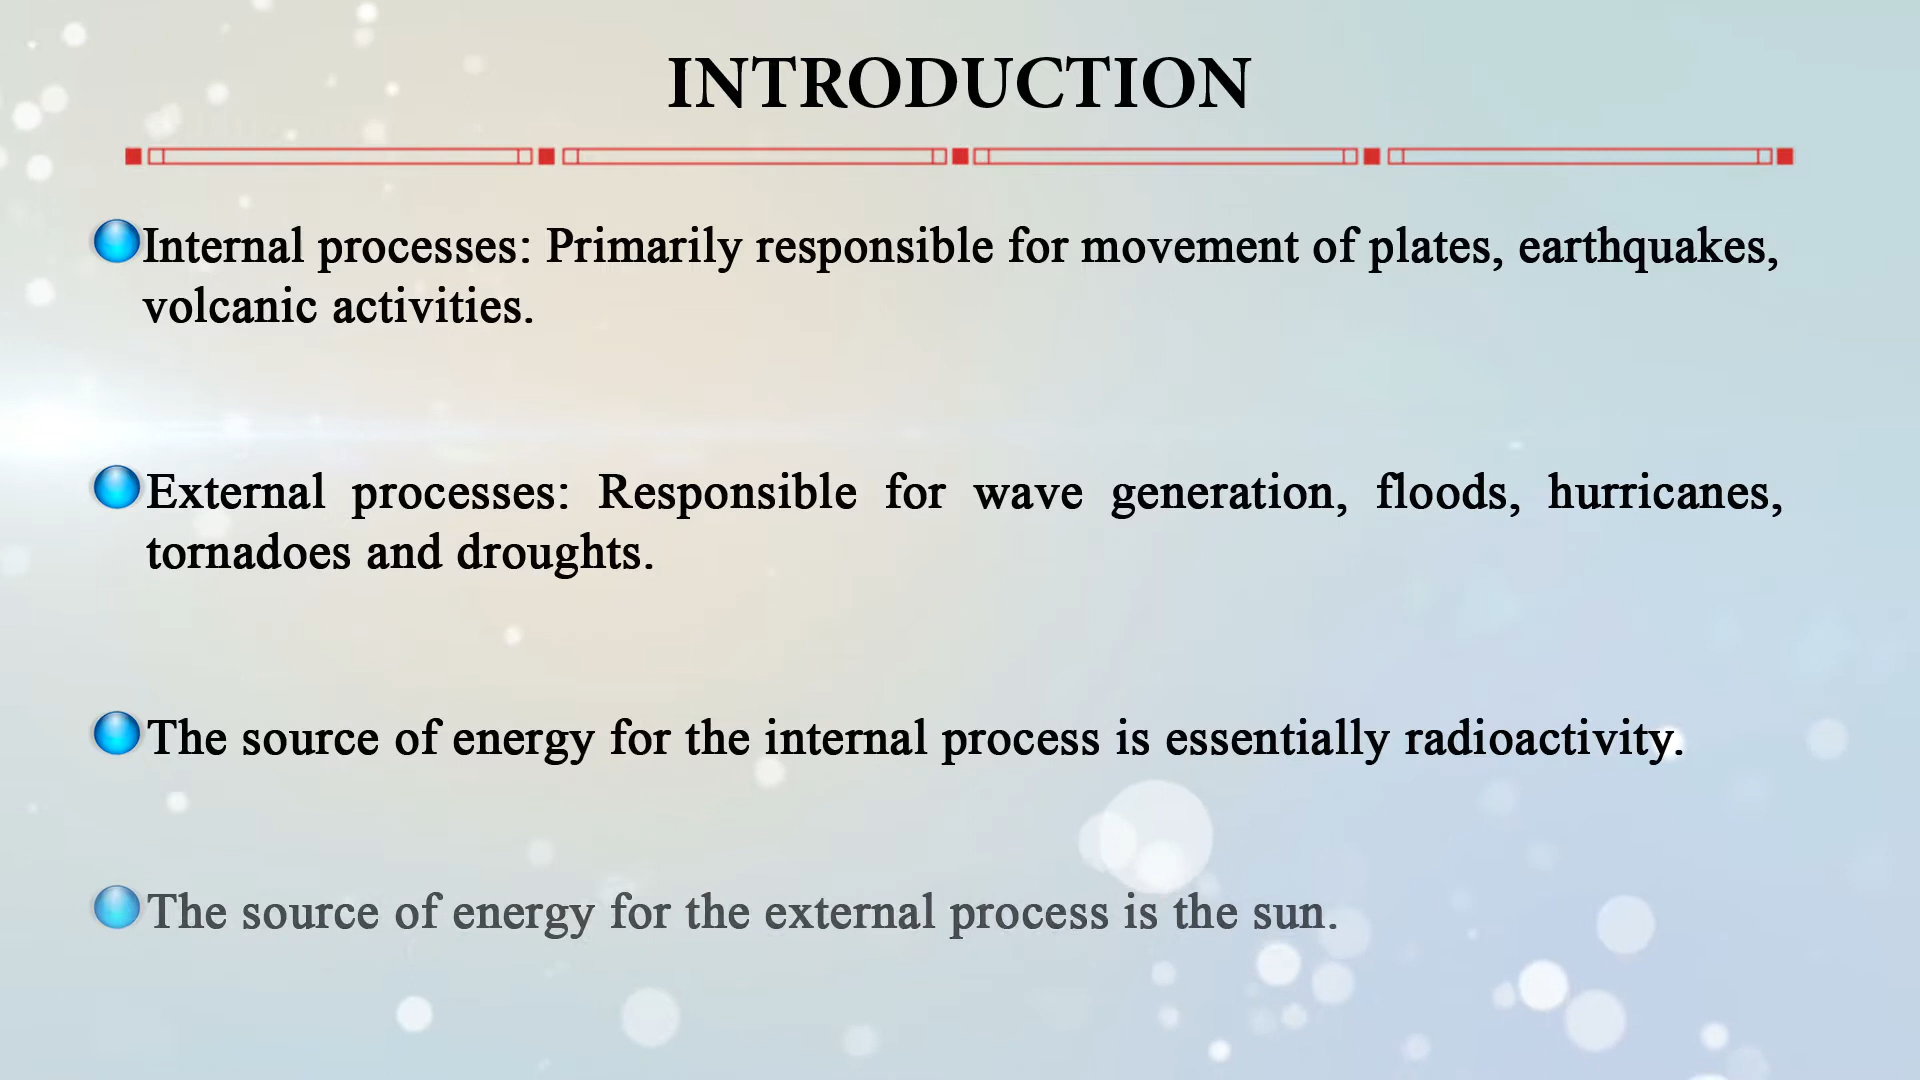 INTRODUCTION
Internal processes: Primarily responsible for movement of plates, earthquakes,
volcanic activities.
External processes: Responsible for wave generation, floods, hurricanes,
tornadoes and droughts.
The source of energy for the internal process is essentially radioactivity.
The source of energy for the external process is the sun.